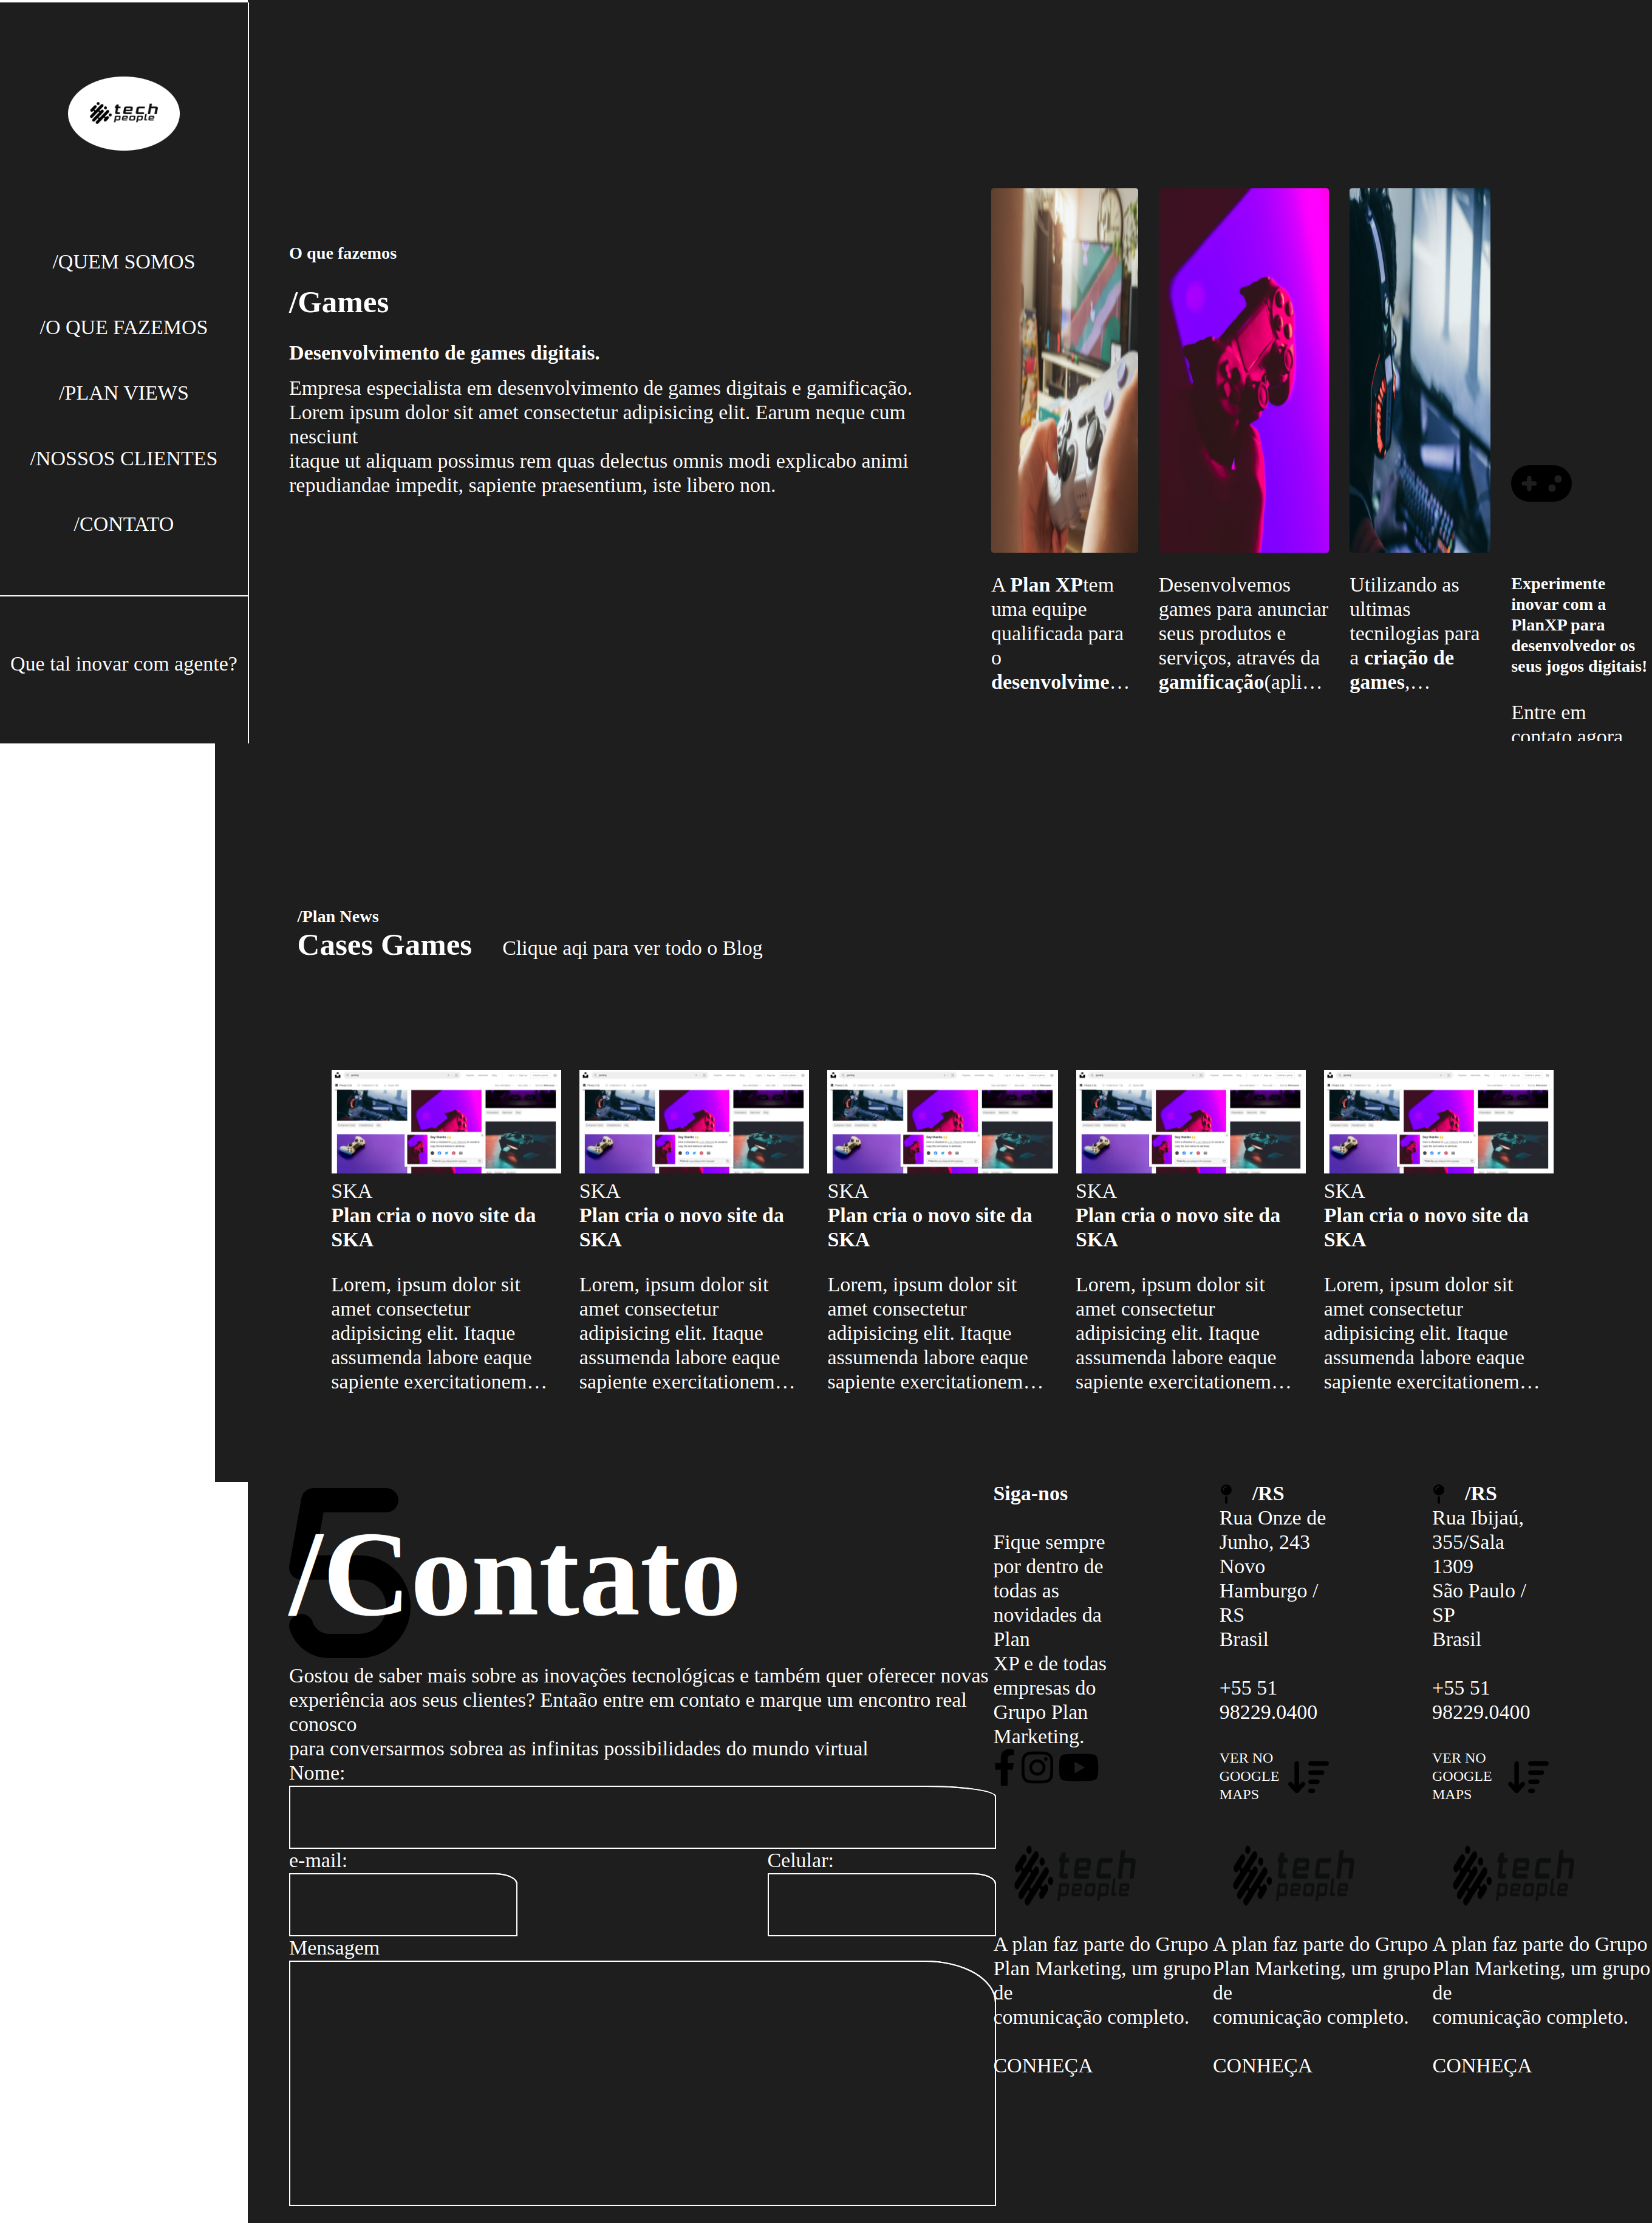 tech
people
/QUEM SOMOS
/O QUE FAZEMOS
/PLAN VIEWS
/NOSSOS CLIENTES
/CONTATO
Que tal inovar com agente?
O que fazemos
/Games
Desenvolvimento de games digitais.
Empresa especialista em desenvolvimento de games digitais e gamificação.
Lorem ipsum dolor sit amet consectetur adipisicing elit. Earum neque cum
nesciunt
itaque ut aliquam possimus rem quas delectus omnis modi explicabo animi
repudiandae impedit, sapiente praesentium, iste libero non.
A Plan XPtem
uma equipe
qualificada para
o
desenvolvime…
Desenvolvemos
games para anunciar
seus produtos e
serviços, através da
gamificação(apli…
Utilizando as
ultimas
tecnilogias para
a criação de
games,…
Experimente
inovar com a
PlanXP para
desenvolvedor os
seus jogos digitais!
Entre em
contato agora
/Plan News
Cases Games
Clique aqi para ver todo o Blog
SKA
Plan cria o novo site da
SKA
Lorem, ipsum dolor sit
amet consectetur
adipisicing elit. Itaque
assumenda labore eaque
sapiente exercitationem…
SKA
Plan cria o novo site da
SKA
Lorem, ipsum dolor sit
amet consectetur
adipisicing elit. Itaque
assumenda labore eaque
sapiente exercitationem…
SKA
Plan cria o novo site da
SKA
Lorem, ipsum dolor sit
amet consectetur
adipisicing elit. Itaque
assumenda labore eaque
sapiente exercitationem…
SKA
Plan cria o novo site da
SKA
Lorem, ipsum dolor sit
amet consectetur
adipisicing elit. Itaque
assumenda labore eaque
sapiente exercitationem…
SKA
Plan cria o novo site da
SKA
Lorem, ipsum dolor sit
amet consectetur
adipisicing elit. Itaque
assumenda labore eaque
sapiente exercitationem…
5
/Contato
Gostou de saber mais sobre as inovações tecnológicas e também quer oferecer novas
experiência aos seus clientes? Entaão entre em contato e marque um encontro real
conosco
para conversarmos sobrea as infinitas possibilidades do mundo virtual
Nome:
e-mail:
Celular:
Mensagem
Siga-nos
Fique sempre
por dentro de
todas as
novidades da
Plan
XP e de todas
empresas do
Grupo Plan
Marketing.
/RS
Rua Onze de
Junho, 243
Novo
Hamburgo /
RS
Brasil
+55 51
98229.0400
VER NO
GOOGLE
MAPS
/RS
Rua Ibijaú,
355/Sala
1309
São Paulo /
SP
Brasil
+55 51
98229.0400
VER NO
GOOGLE
MAPS
tech
people
A plan faz parte do Grupo
Plan Marketing, um grupo
de
comunicação completo.
CONHEÇA
tech
people
A plan faz parte do Grupo
Plan Marketing, um grupo
de
comunicação completo.
CONHEÇA
tech
people
A plan faz parte do Grupo
Plan Marketing, um grupo
de
comunicação completo.
CONHEÇA